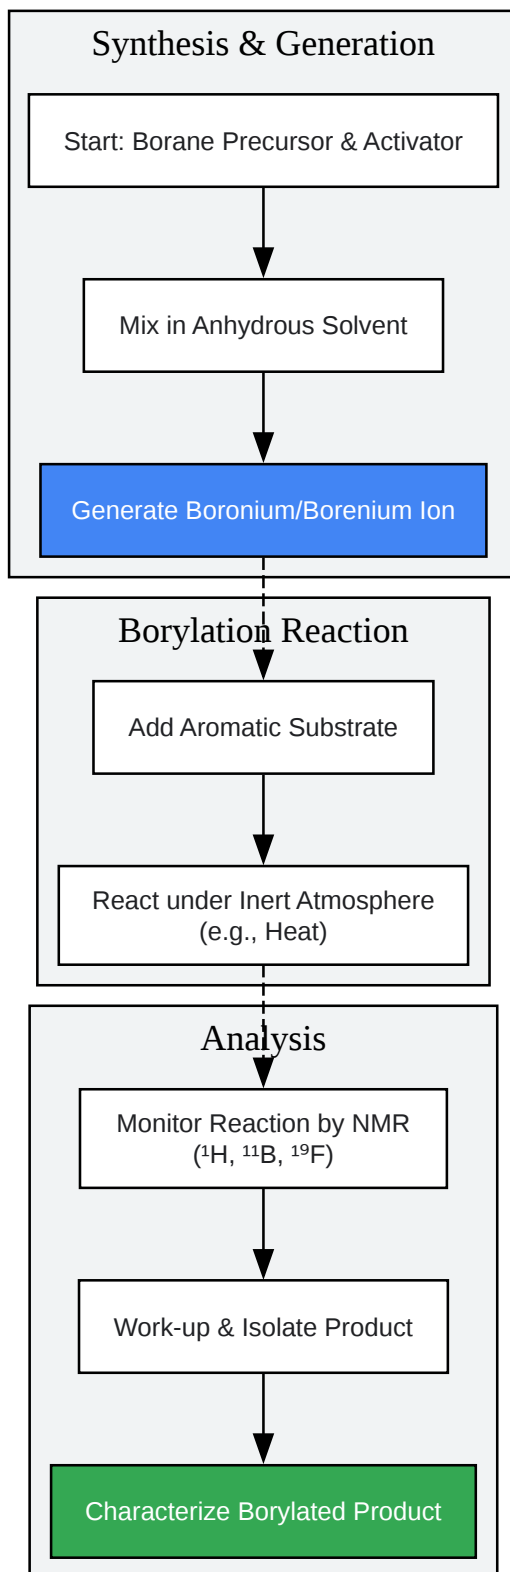 Synthesis & Generation
Start: Borane Precursor & Activator
Mix in Anhydrous Solvent
Generate Boronium/Borenium Ion
Borylation Reaction
Add Aromatic Substrate
React under Inert Atmosphere
(e.g., Heat)
Analysis
Monitor Reaction by NMR
(¹H, ¹¹B, ¹⁹F)
Work-up & Isolate Product
Characterize Borylated Product